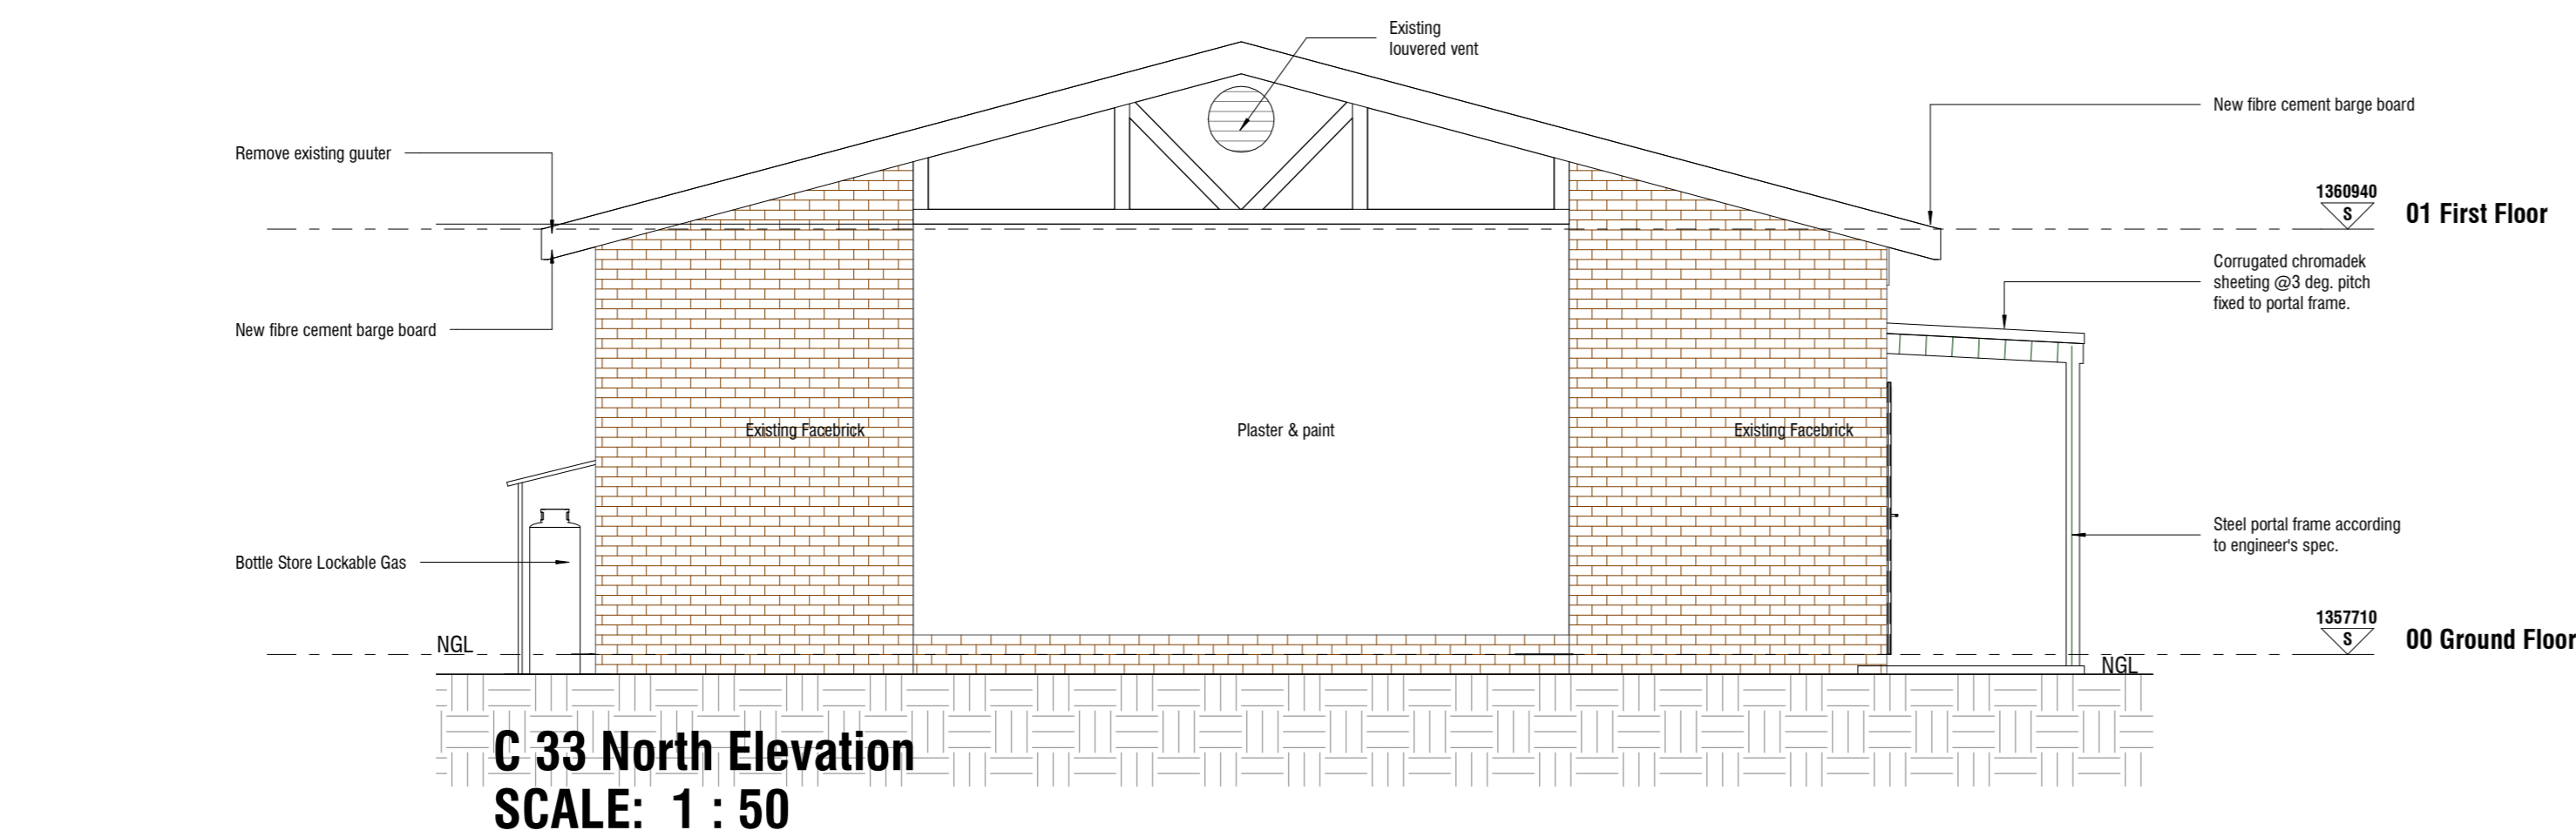 Existing
louvered vent
New fibre cement barge board
Remove existing guuter
1360940
S
01 First Floor
Corrugated chromadek
sheeting @3 deg. pitch
fixed to portal frame.
New fibre cement barge board
Existing Facebrick
Plaster & paint
Existing Facebrick
Steel portal frame according
to engineer's spec.
Bottle Store Lockable Gas
1357710
S
00 Ground Floor
NGL
NGL
C 33 North Elevation
SCALE: 1 : 50